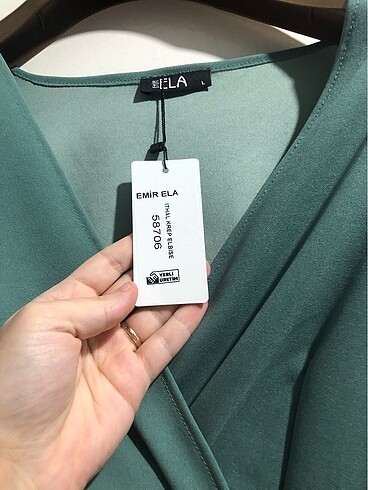 ELA
L
EMİR ELA
İTHAL KREP ELBİSE
58706
YERLİ
ÜRETİM